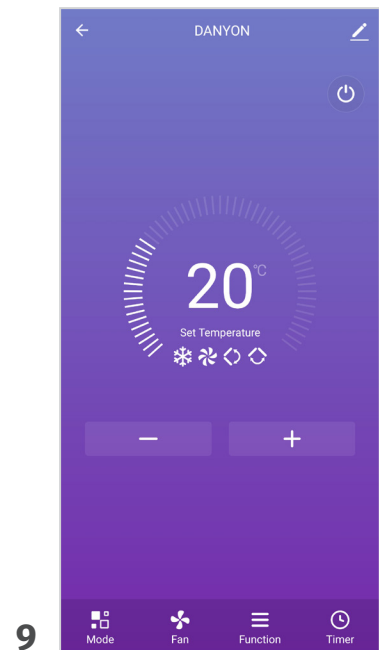 DANYON
20°C
Set Temperature
− +
Mode Fan Function Timer
9